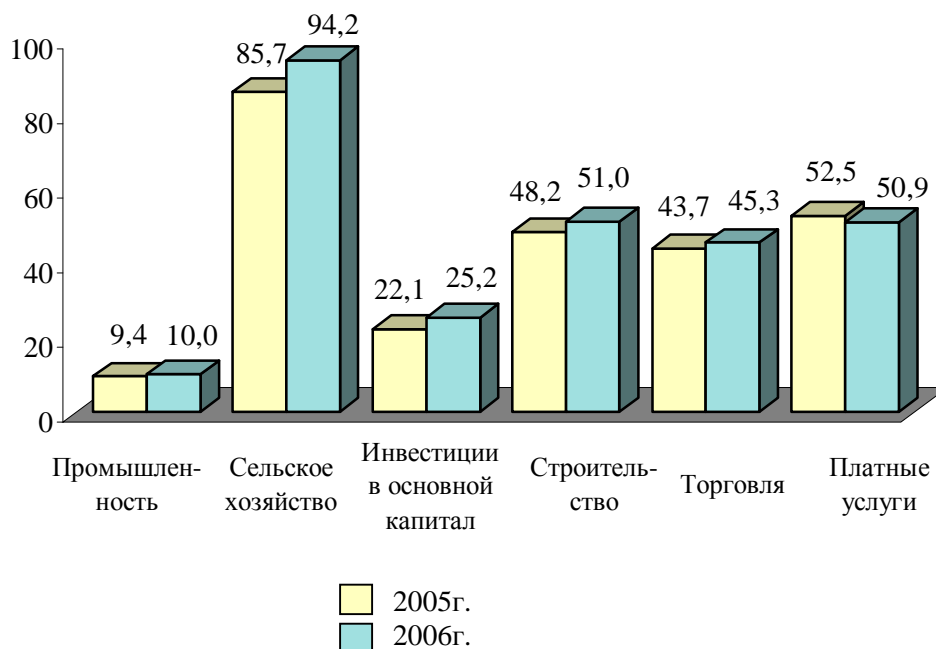 100
80
60
40
20
0
85,7
94,2
9,4
10,0
22,1
25,2
48,2
51,0
43,7
45,3
52,5
50,9
Промышлен-
ность
Сельское
хозяйство
Инвестиции
в основной
капитал
Строитель-
ство
Торговля
Платные
услуги
2005г.
2006г.